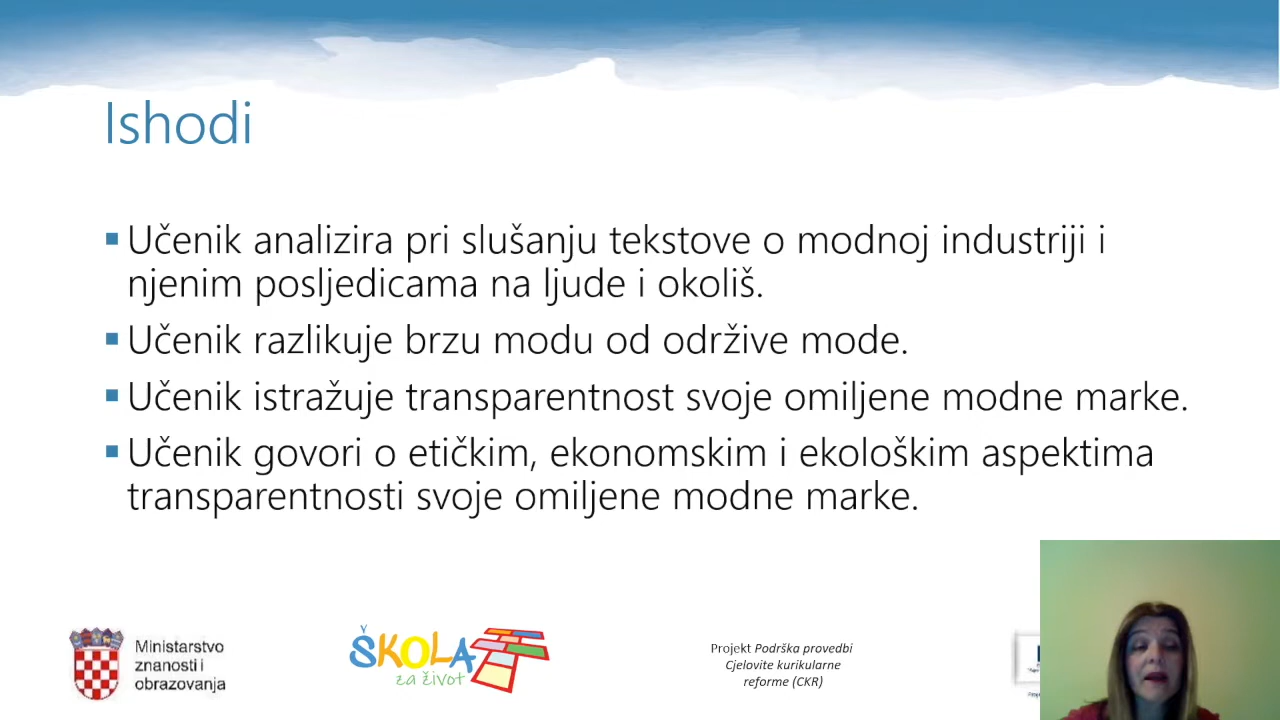 Ishodi
Učenik analizira pri slušanju tekstove o modnoj industriji i
njenim posljedicama na ljude i okoliš.
Učenik razlikuje brzu modu od održive mode.
Učenik istražuje transparentnost svoje omiljene modne marke.
Učenik govori o etičkim, ekonomskim i ekološkim aspektima
transparentnosti svoje omiljene modne marke.
Ministarstvo
znanosti i
obrazovanja
ŠKOLA
za život
Projekt Podrška provedbi
Cjelovite kurikularne
reforme (CKR)